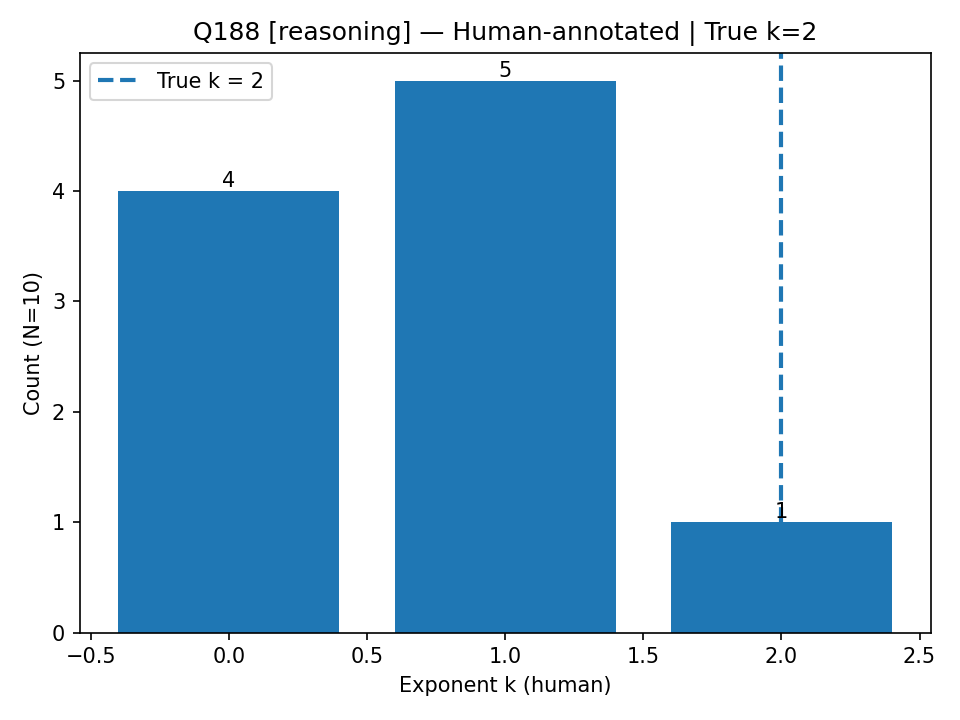 Q188 [reasoning] — Human-annotated | True k=2
True k = 2
5
4
1
Count (N=10)
5
4
3
2
1
0
−0.5 0.0 0.5 1.0 1.5 2.0 2.5
Exponent k (human)